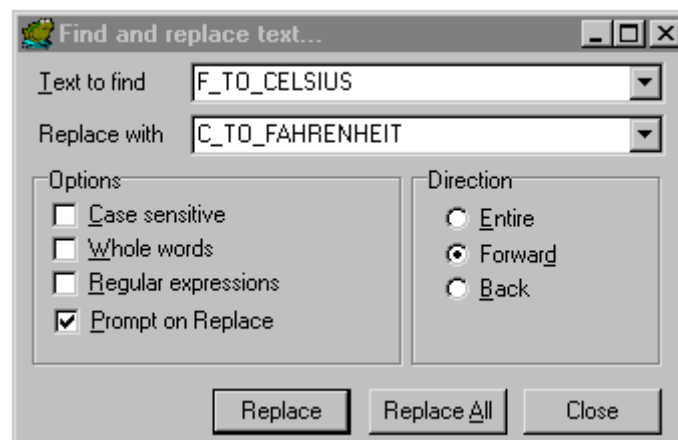 Find and replace text...
Text to find F_TO_CELSIUS
Replace with C_TO_FAHRENHEIT
Options
Case sensitive
Whole words
Regular expressions
Prompt on Replace
Direction
Entire
Forward
Back
Replace Replace All Close